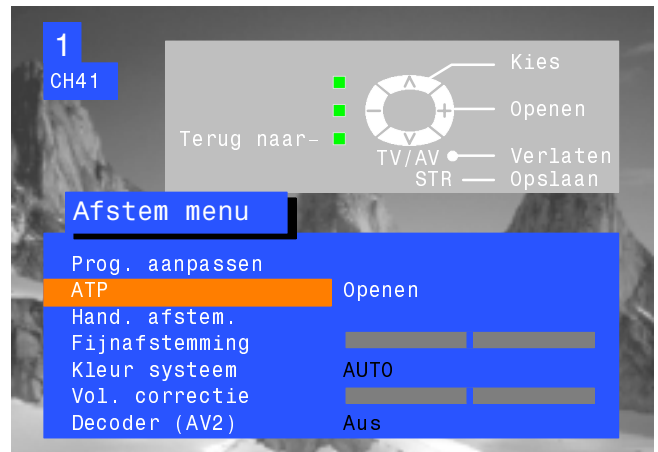 1
CH41
Kies
Openen
Terug naar–
TV/AV Verlaten
STR Opslaan
Afstem menu
Prog. aanpassen
ATP Openen
Hand. afstem.
Fijnafstemming
Kleur systeem AUTO
Vol. correctie
Decoder (AV2) Aus